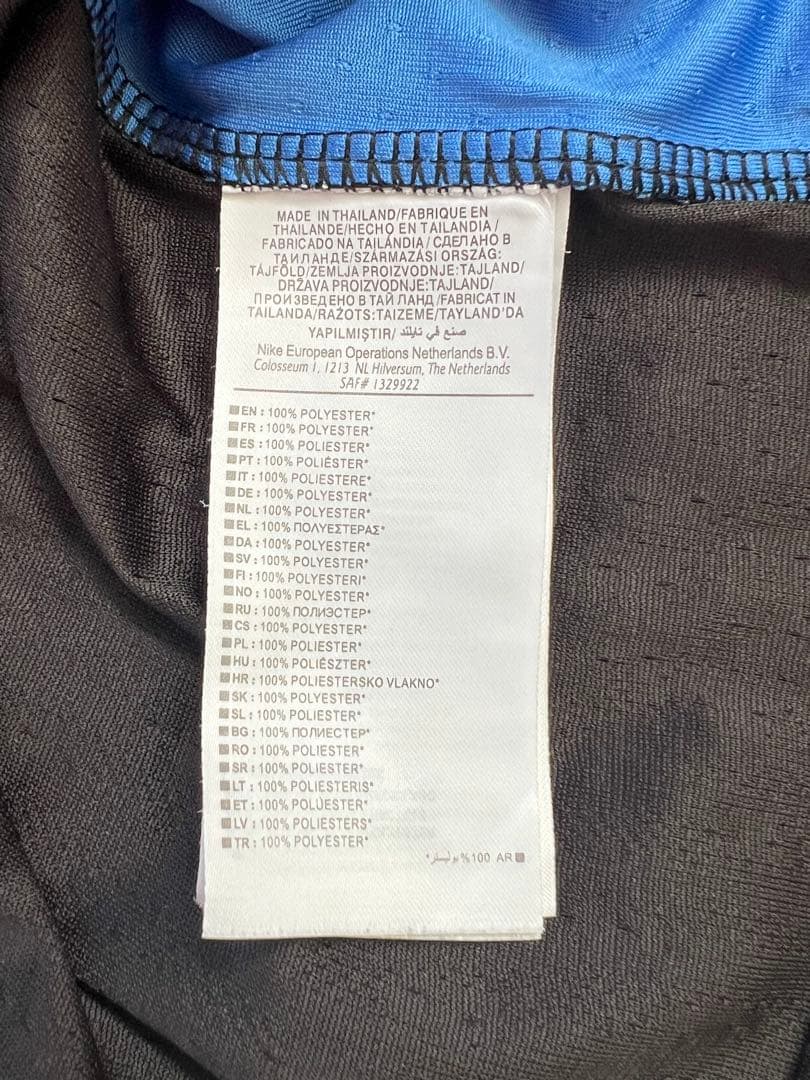 MADE IN THAILAND/FABRIQUE EN
THAILANDE/HECHO EN TAILANDIA/
FABRICADO NA TAILÂNDIA/СДЕЛАНО В
ТАИЛАНДЕ/SZÁRMAZÁSI ORSZÁG:
TÁJFÖLD/ZEMLJA PROIZVODNJE:TAJLAND/
DRŽAVA PROIZVODNJE:TAJLAND/
ПРОИЗВЕДЕНО В ТАЙЛАНД/FABRICAT IN
TAILANDA/RAŽOTS:TAIZEME/TAYLAND'DA
YAPILMIŞTIR/ صنع في تايلند
Nike European Operations Netherlands B.V.
Colosseum 1, 1213 NL Hilversum, The Netherlands
SAF# 1329922
EN : 100% POLYESTER*
FR : 100% POLYESTER*
ES : 100% POLIÉSTER*
PT : 100% POLIÉSTER*
IT : 100% POLIESTERE*
DE : 100% POLYESTER*
NL : 100% POLYESTER*
EL : 100% ΠΟΛΥΕΣΤΕΡΑΣ*
DA : 100% POLYESTER*
SV : 100% POLYESTER*
FI : 100% POLYESTERI*
NO : 100% POLYESTER*
RU : 100% ПОЛИЭСТЕР*
CS : 100% POLYESTER*
PL : 100% POLIESTER*
HU : 100% POLIÉSZTER*
HR : 100% POLIESTERSKO VLAKNO*
SK : 100% POLYESTER*
SL : 100% POLIESTER*
BG : 100% ПОЛИЕСТЕР*
RO : 100% POLIESTER*
SR : 100% POLIESTER*
LT : 100% POLIESTERIS*
ET : 100% POLÜESTER*
LV : 100% POLIESTERS*
TR : 100% POLYESTER*
AR 100% بوليستر*